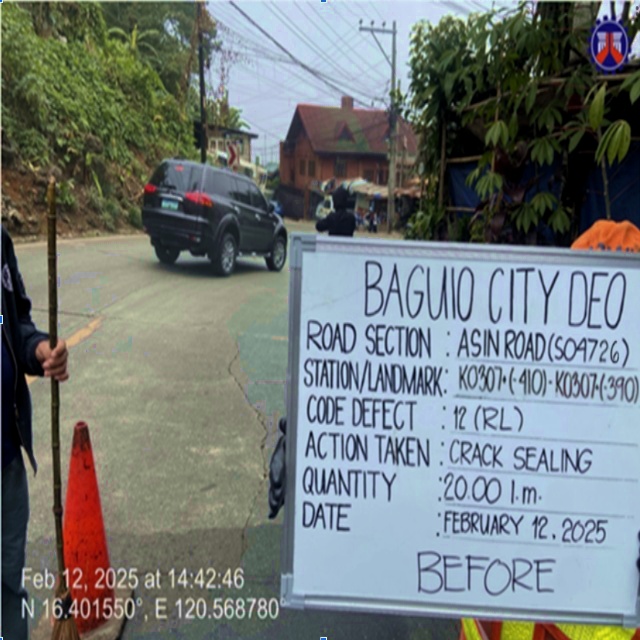 BAGUIO CITY DEO
ROAD SECTION : ASIN ROAD (S04726)
STATION/LANDMARK: K0307+(-410)-K0307+(-390)
CODE DEFECT : 12 (RL)
ACTION TAKEN : CRACK SEALING
QUANTITY : 20.00 l.m.
DATE : FEBRUARY 12, 2025
BEFORE
Feb 12, 2025 at 14:42:46
N 16.401550°, E 120.568780°